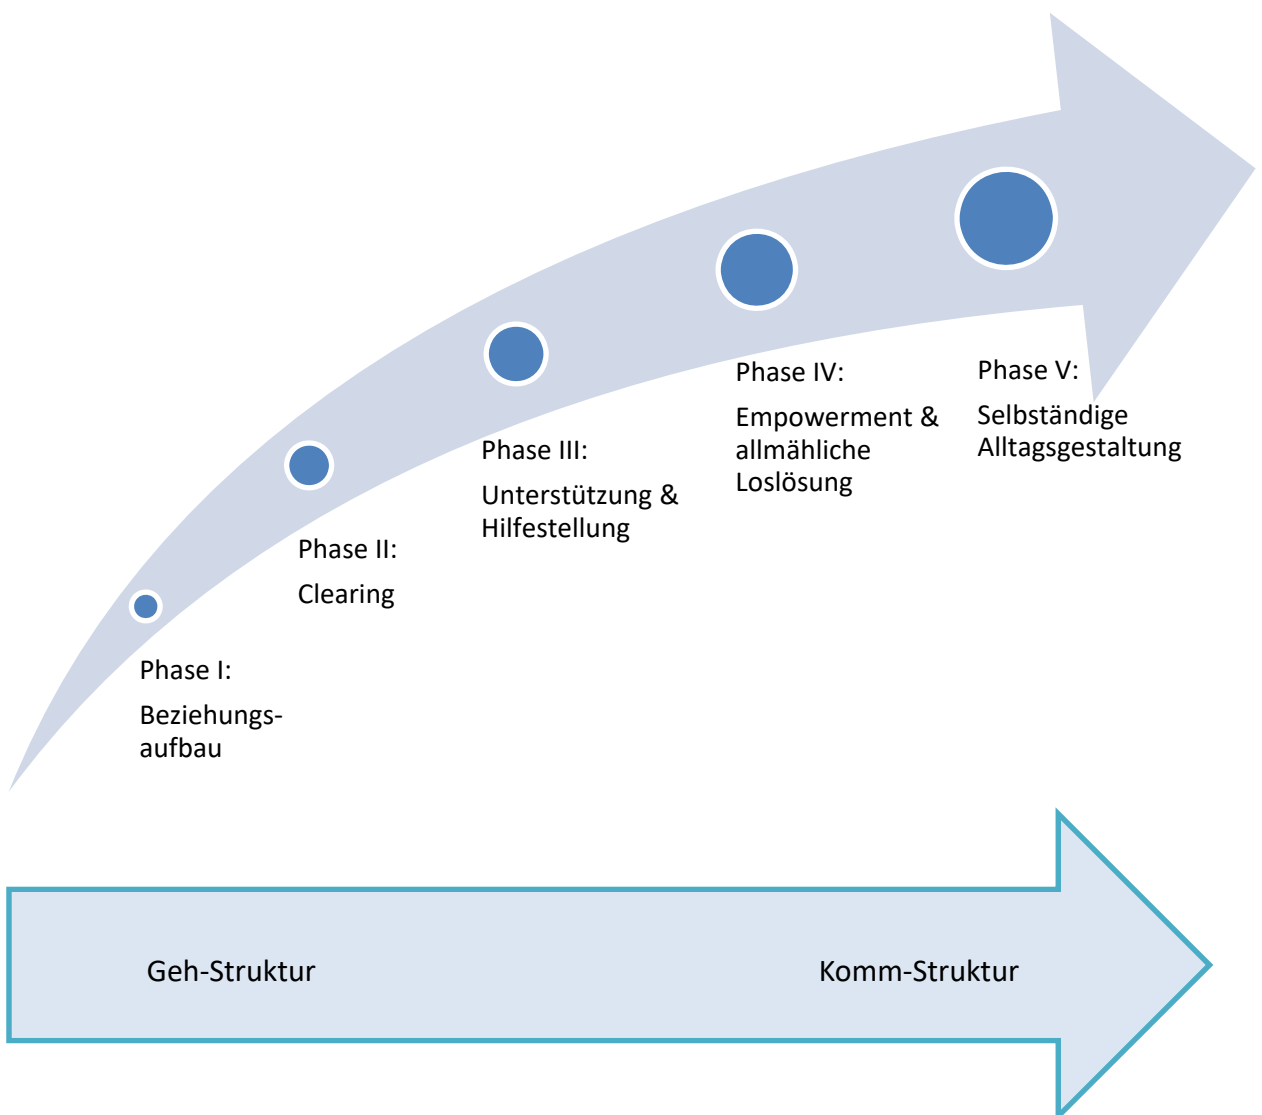 Phase I:
Beziehungs-
aufbau
Phase II:
Clearing
Phase III:
Unterstützung &
Hilfestellung
Phase IV:
Empowerment &
allmähliche
Loslösung
Phase V:
Selbständige
Alltagsgestaltung
Geh-Struktur
Komm-Struktur